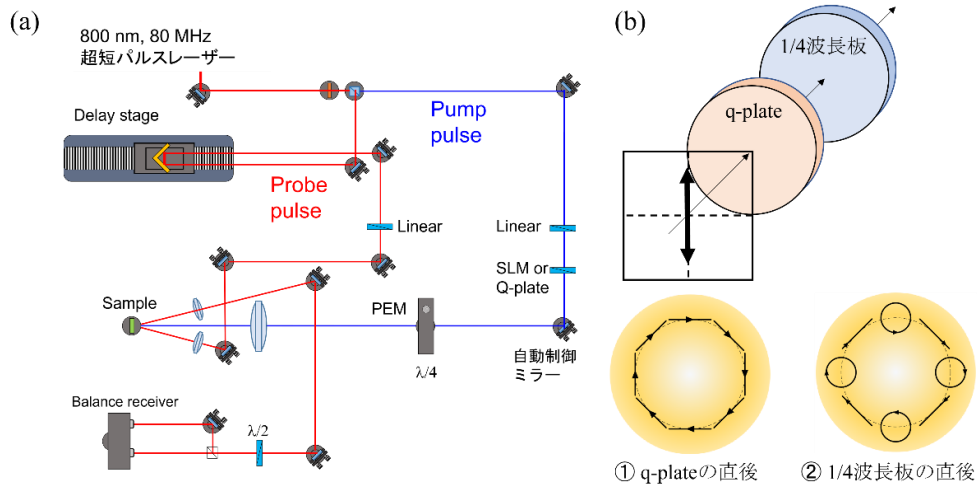 (a)
800 nm, 80 MHz
超短パルスレーザー
Delay stage
Pump
pulse
Probe
pulse
Linear
Linear
SLM or
Q-plate
Sample
PEM
λ/4
自動制御
ミラー
Balance receiver
λ/2
(b)
1/4波長板
q-plate
① q-plateの直後
② 1/4波長板の直後